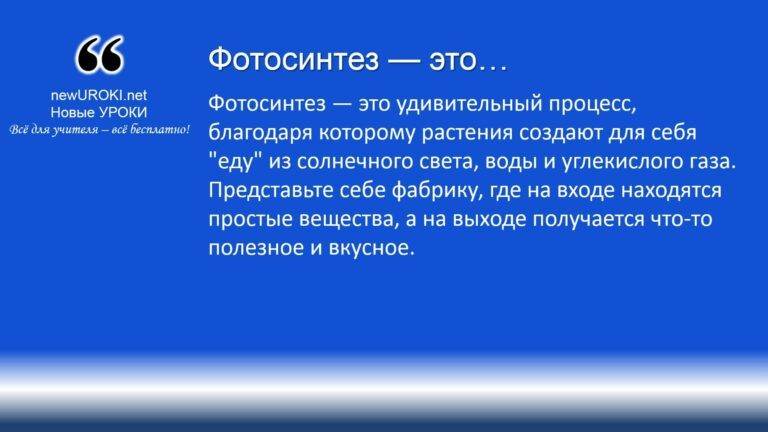 newUROKI.net
Новые УРОКИ
Всё для учителя – всё бесплатно!
Фотосинтез — это…
Фотосинтез — это удивительный процесс,
благодаря которому растения создают для себя
"еду" из солнечного света, воды и углекислого газа.
Представьте себе фабрику, где на входе находятся
простые вещества, а на выходе получается что-то
полезное и вкусное.